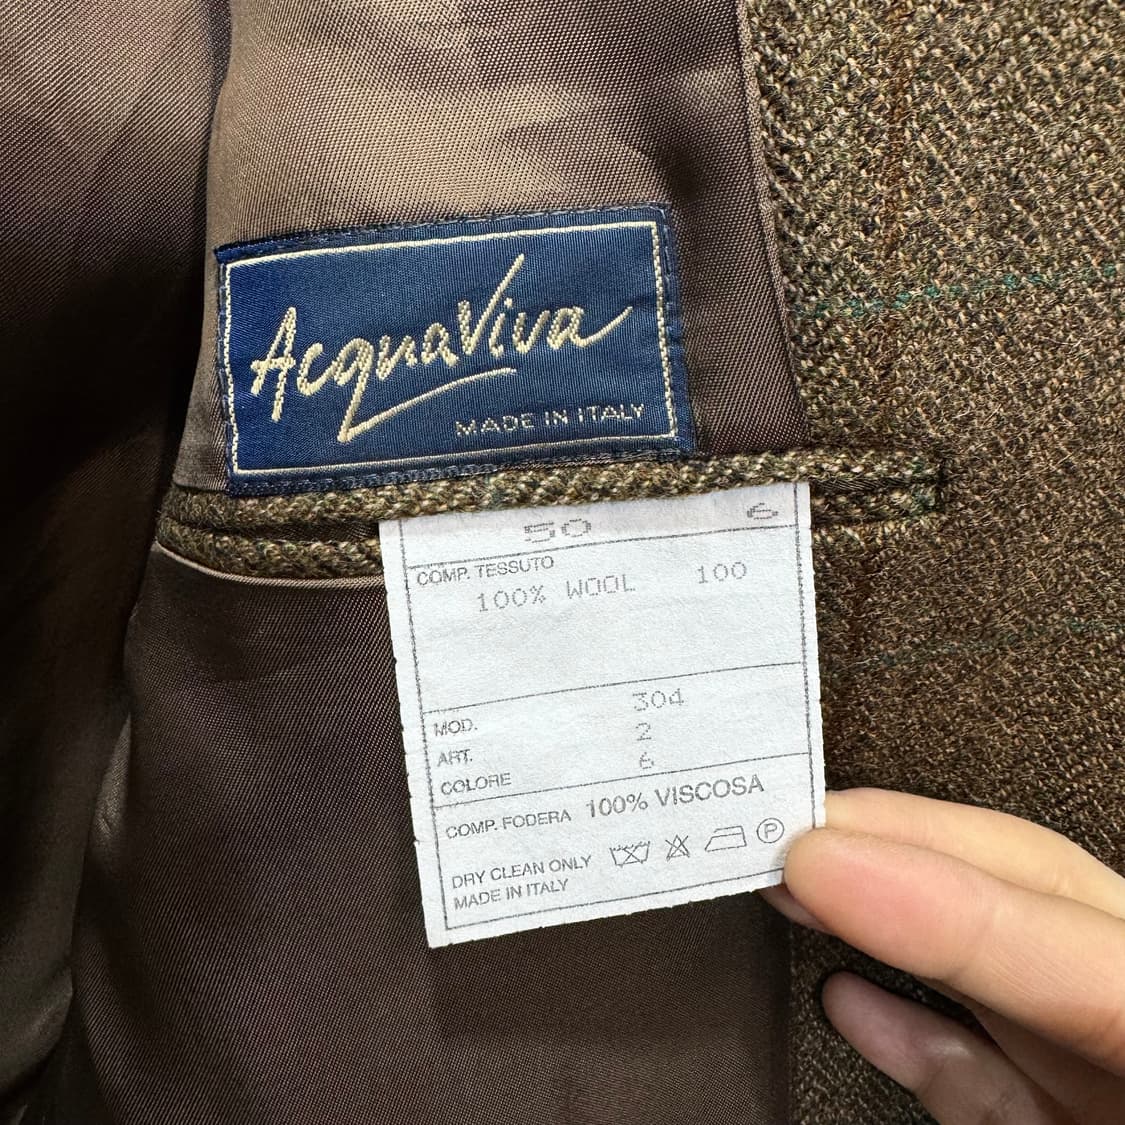 AcquaViva
MADE IN ITALY
50 6
COMP. TESSUTO
100% WOOL 100
304
MOD.
2
ART.
6
COLORE
COMP. FODERA 100% VISCOSA
DRY CLEAN ONLY P
MADE IN ITALY